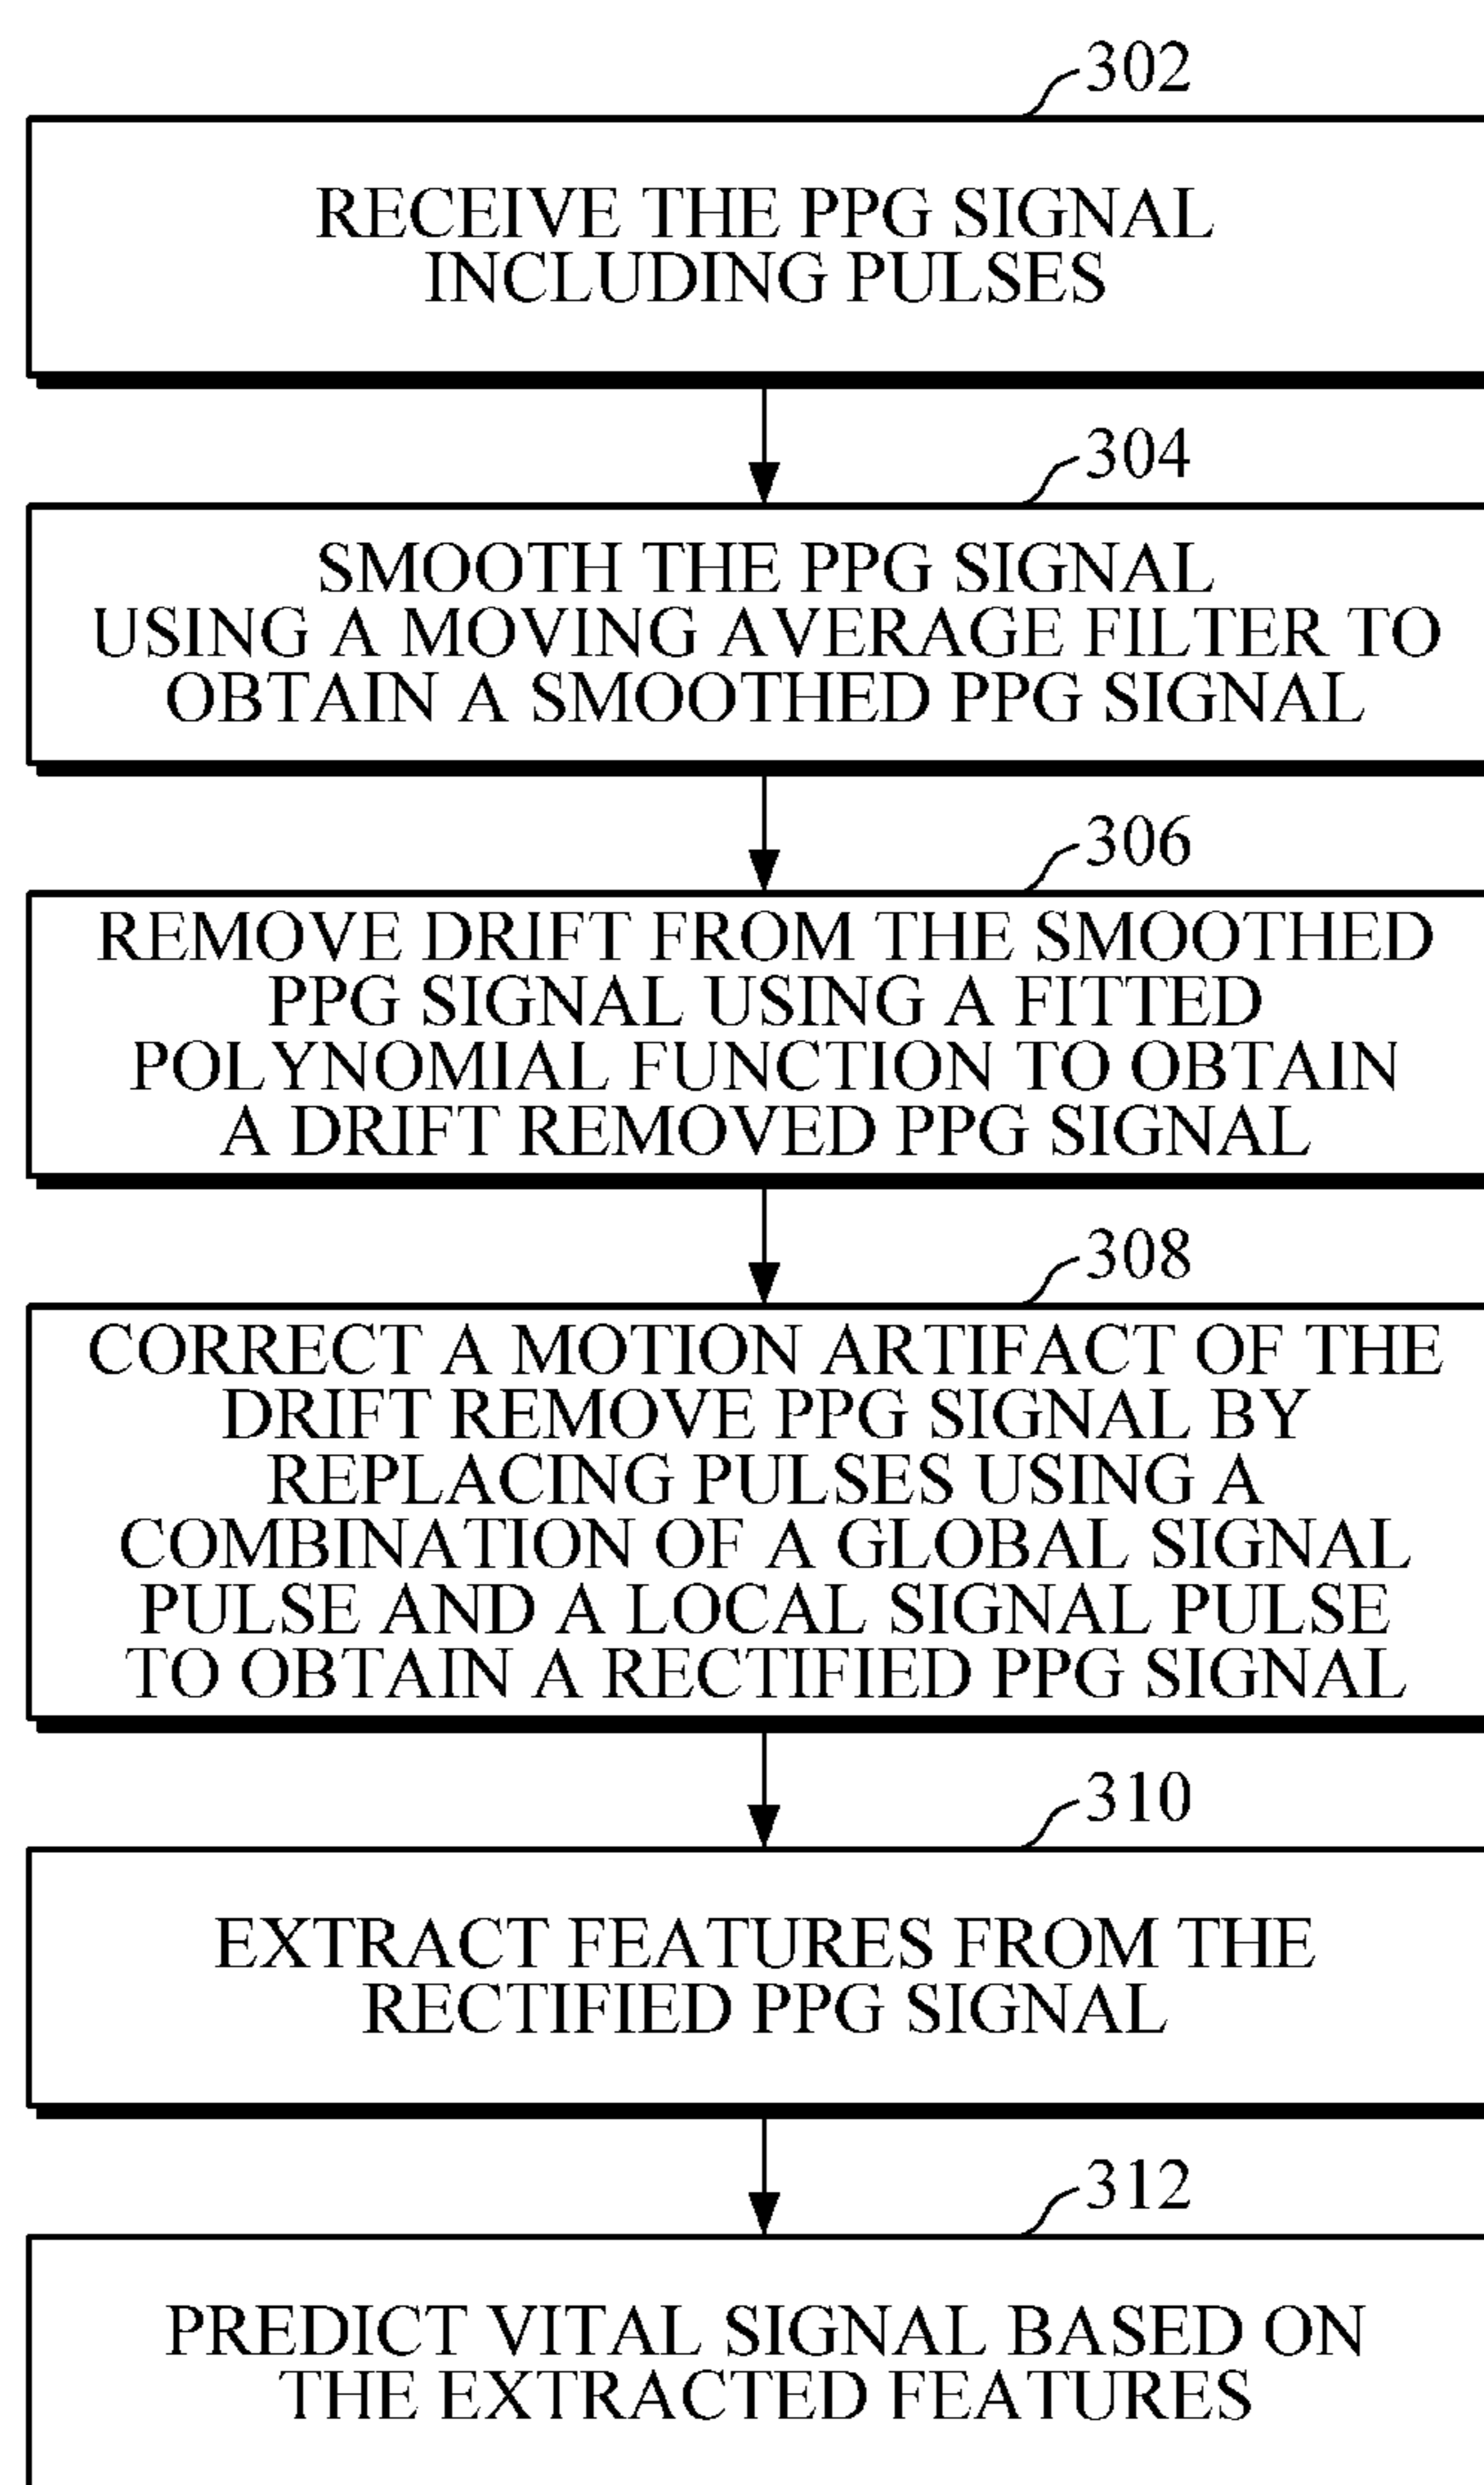 302
RECEIVE THE PPG SIGNAL
INCLUDING PULSES
304
SMOOTH THE PPG SIGNAL
USING A MOVING AVERAGE FILTER TO
OBTAIN A SMOOTHED PPG SIGNAL
306
REMOVE DRIFT FROM THE SMOOTHED
PPG SIGNAL USING A FITTED
POLYNOMIAL FUNCTION TO OBTAIN
A DRIFT REMOVED PPG SIGNAL
308
CORRECT A MOTION ARTIFACT OF THE
DRIFT REMOVE PPG SIGNAL BY
REPLACING PULSES USING A
COMBINATION OF A GLOBAL SIGNAL
PULSE AND A LOCAL SIGNAL PULSE
TO OBTAIN A RECTIFIED PPG SIGNAL
310
EXTRACT FEATURES FROM THE
RECTIFIED PPG SIGNAL
312
PREDICT VITAL SIGNAL BASED ON
THE EXTRACTED FEATURES